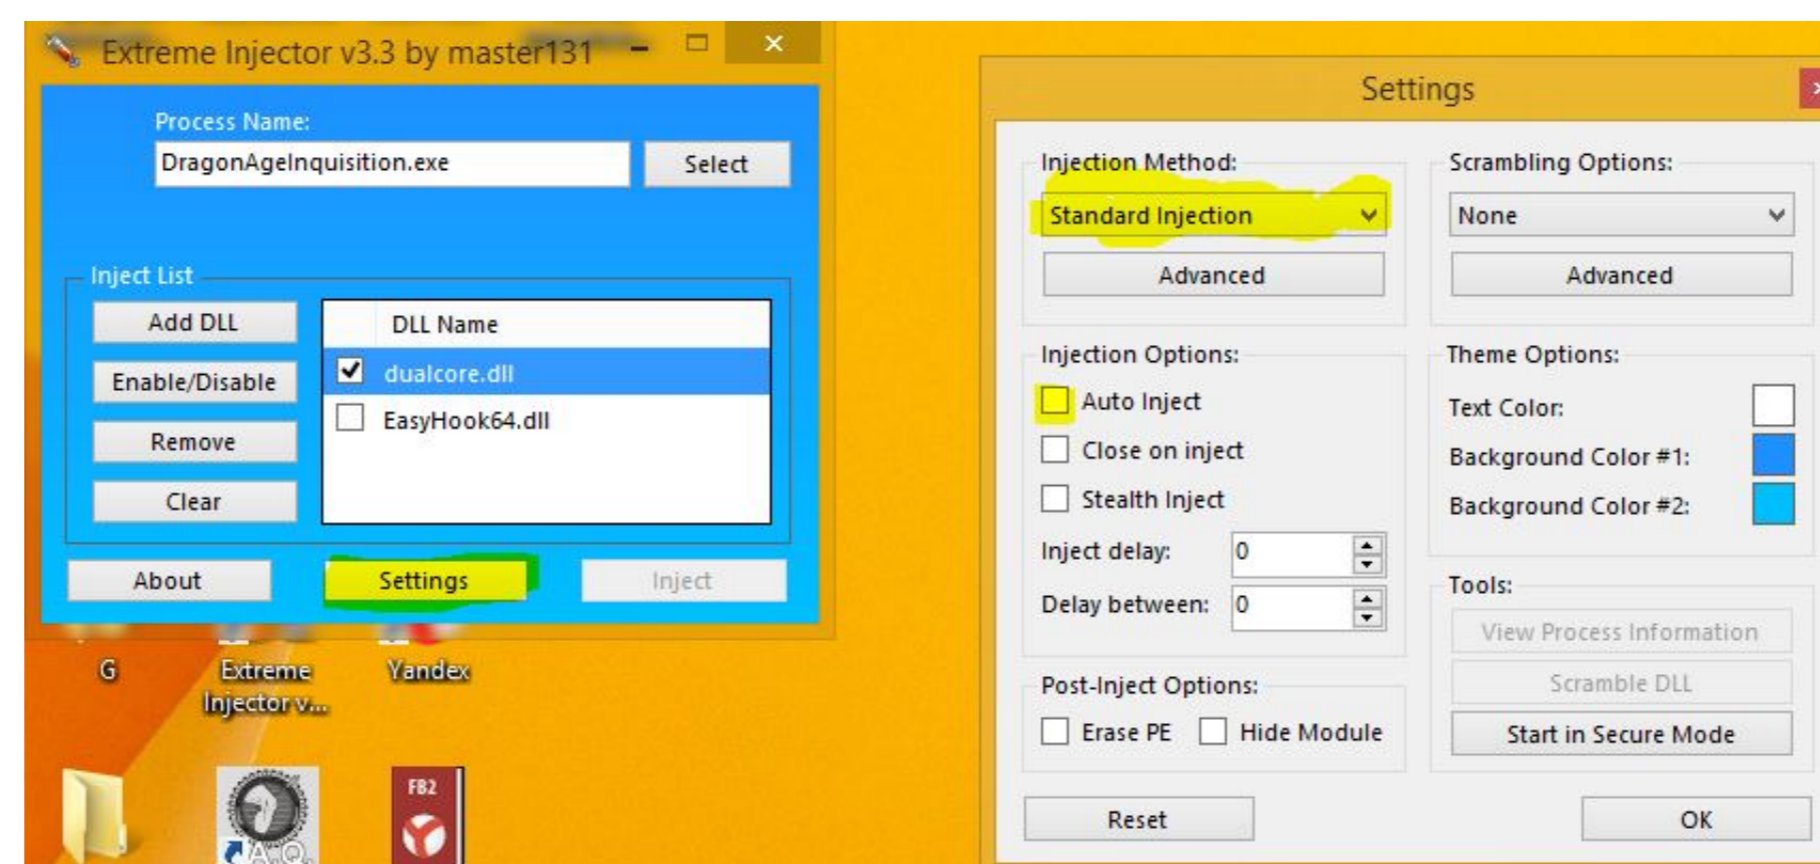 Extreme Injector v3.3 by master131
Process Name:
DragonAgeInquisition.exe
Select
Inject List
Add DLL
Enable/Disable
Remove
Clear
DLL Name
dualcore.dll
EasyHook64.dll
About
Settings
Inject
G
Extreme
Injector v...
Yandex
A.Q.
FB2
Settings
Injection Method:
Standard Injection
Advanced
Scrambling Options:
None
Advanced
Injection Options:
Auto Inject
Close on inject
Stealth Inject
Inject delay:
0
Delay between:
0
Theme Options:
Text Color:
Background Color #1:
Background Color #2:
Post-Inject Options:
Erase PE
Hide Module
Tools:
View Process Information
Scramble DLL
Start in Secure Mode
Reset
OK